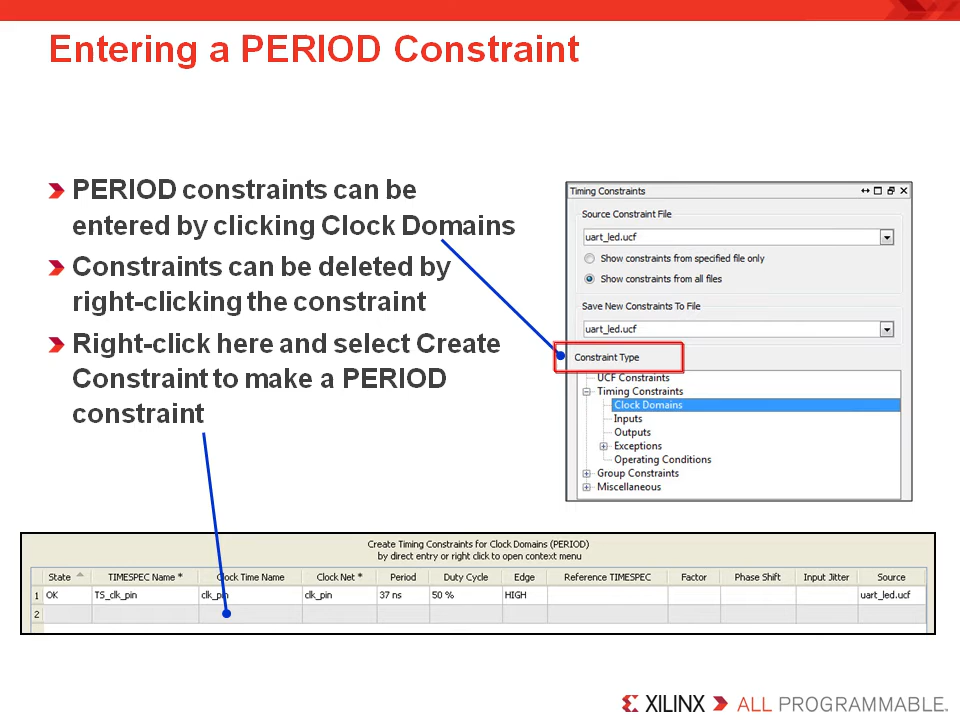 Entering a PERIOD Constraint
PERIOD constraints can be
entered by clicking Clock Domains
Constraints can be deleted by
right-clicking the constraint
Right-click here and select Create
Constraint to make a PERIOD
constraint
Timing Constraints
Source Constraint File
uart_led.ucf
Show constraints from specified file only
Show constraints from all files
Save New Constraints To File
uart_led.ucf
Constraint Type
UCF Constraints
Timing Constraints
Clock Domains
Inputs
Outputs
Exceptions
Operating Conditions
Group Constraints
Miscellaneous
Create Timing Constraints for Clock Domains (PERIOD)
by direct entry or right click to open context menu
State TIMESPEC Name * Clock Time Name Clock Net * Period Duty Cycle Edge Reference TIMESPEC Factor Phase Shift Input Jitter Source
1 OK TS_clk_pin clk_pin clk_pin 37 ns 50 % HIGH uart_led.ucf
2
XILINX ALL PROGRAMMABLE.